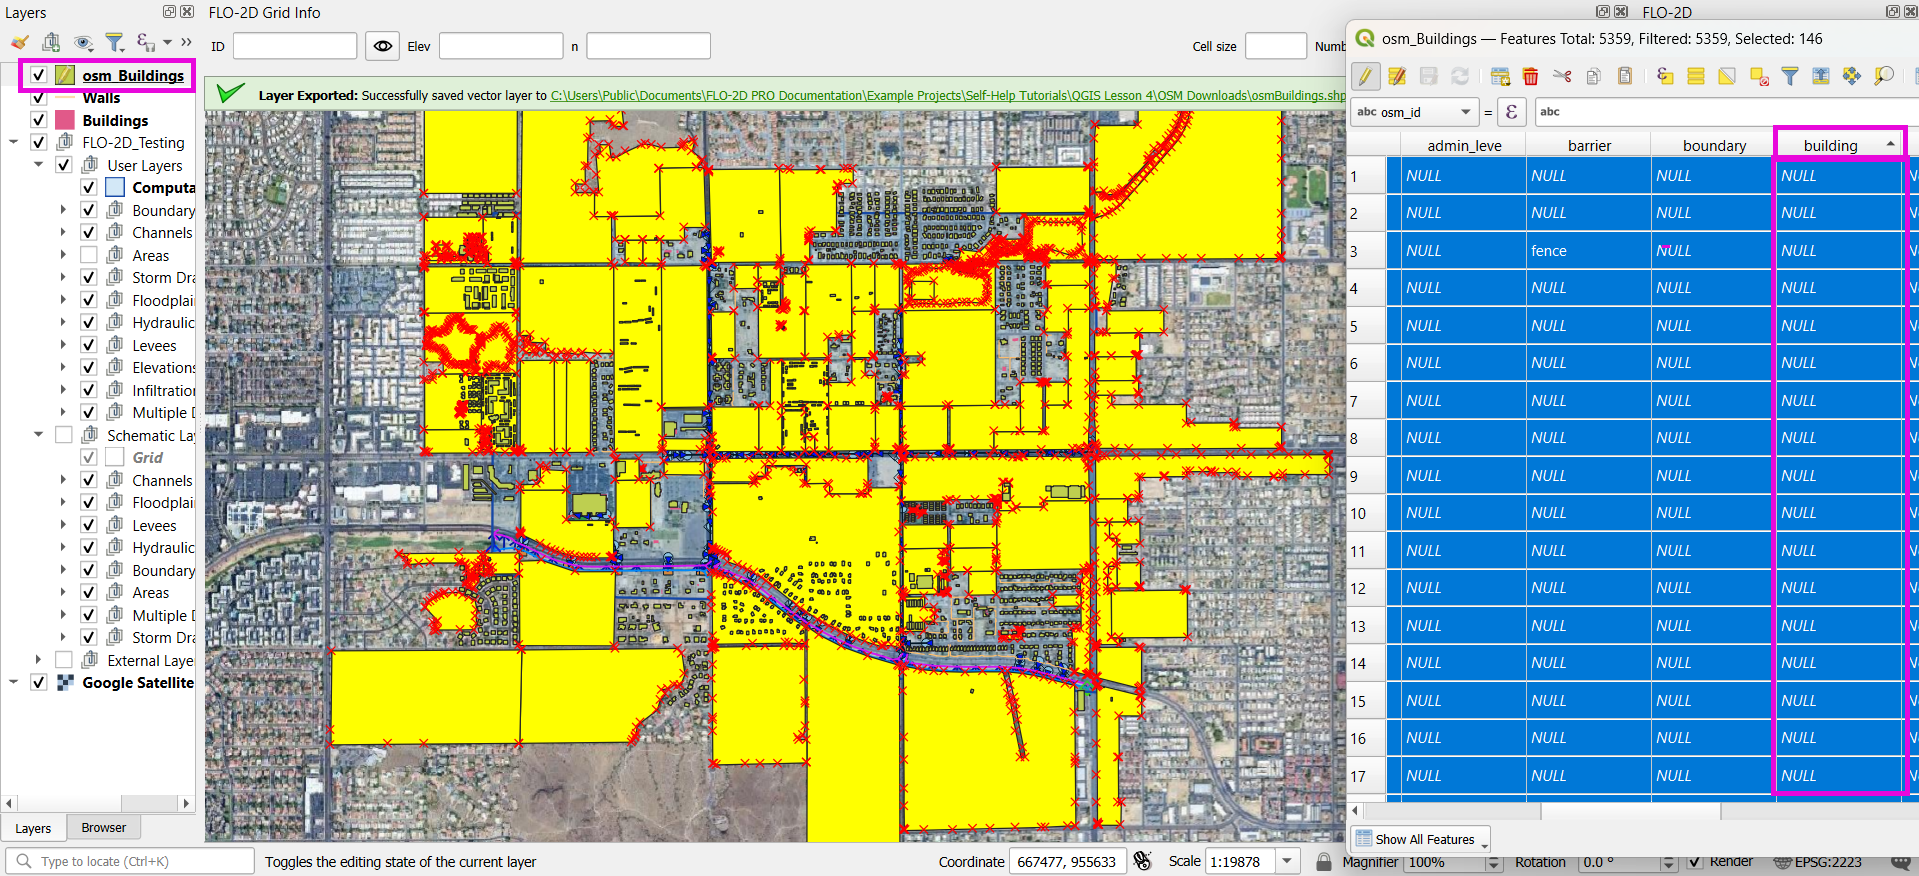 Layers
FLO-2D Grid Info
FLO-2D
ID
Elev
n
Cell size
Numb
osm_Buildings — Features Total: 5359, Filtered: 5359, Selected: 146
Layer Exported: Successfully saved vector layer to C:\Users\Public\Documents\FLO-2D PRO Documentation\Example Projects\Self-Help Tutorials\QGIS Lesson 4\OSM Downloads\osmBuildings.shp
osm_Buildings
Walls
Buildings
FLO-2D_Testing
User Layers
Computa
Boundary
Channels
Areas
Storm Dra
Floodplain
Hydraulic
Levees
Elevations
Infiltration
Multiple D
Schematic Lay
Grid
Channels
Floodplain
Levees
Hydraulic
Boundary
Areas
Multiple D
Storm Dra
External Laye
Google Satellite
Layers
Browser
abc osm_id
=
ε
abc
admin_leve barrier boundary building
1 NULL NULL NULL NULL
2 NULL NULL NULL NULL
3 NULL fence NULL NULL
4 NULL NULL NULL NULL
5 NULL NULL NULL NULL
6 NULL NULL NULL NULL
7 NULL NULL NULL NULL
8 NULL NULL NULL NULL
9 NULL NULL NULL NULL
10 NULL NULL NULL NULL
11 NULL NULL NULL NULL
12 NULL NULL NULL NULL
13 NULL NULL NULL NULL
14 NULL NULL NULL NULL
15 NULL NULL NULL NULL
16 NULL NULL NULL NULL
17 NULL NULL NULL NULL
Show All Features
Type to locate (Ctrl+K)
Toggles the editing state of the current layer
Coordinate 667477, 955633
Scale 1:19878
Magnifier 100%
Rotation 0.0 °
Render
EPSG:2223